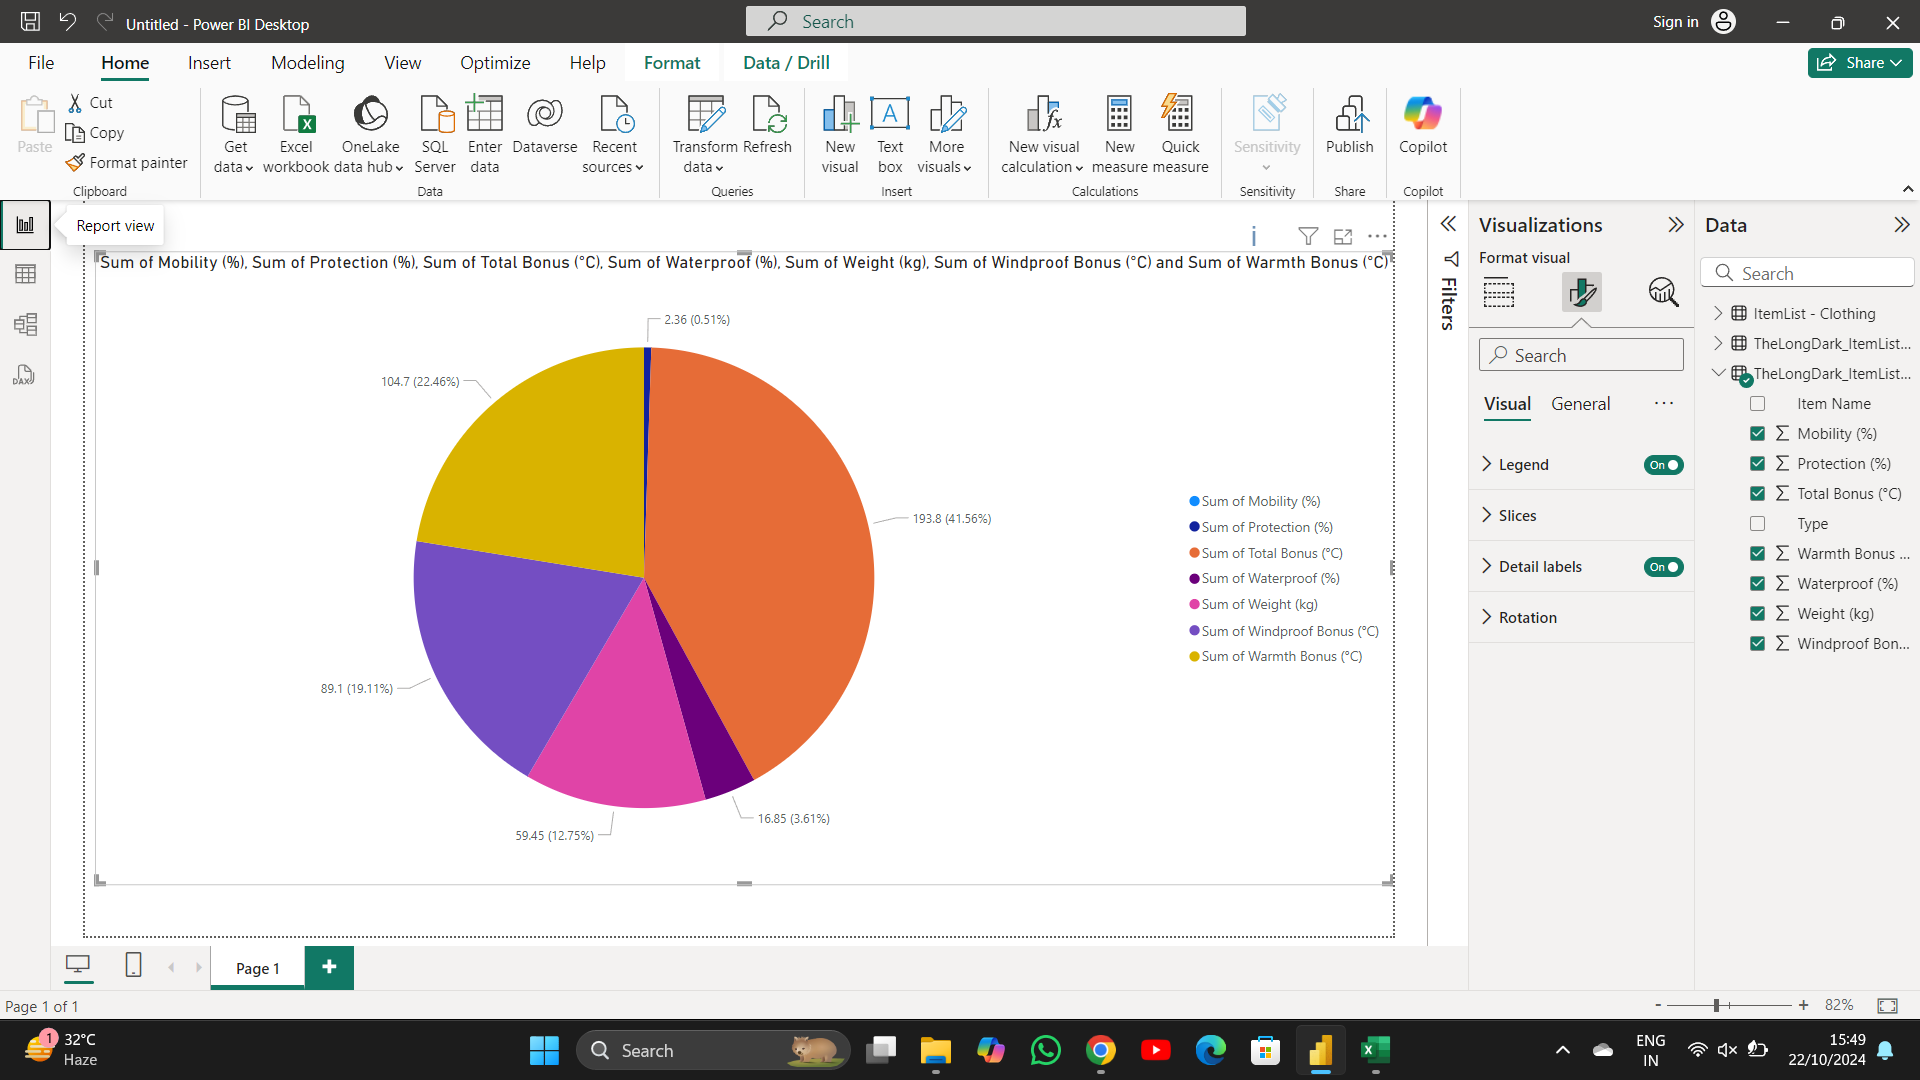 Untitled - Power BI Desktop
Search
Sign in
File Home Insert Modeling View Optimize Help Format Data / Drill
Share
Paste
Cut
Copy
Format painter
Clipboard
Get data
Excel workbook
OneLake data hub
SQL Server
Enter data
Dataverse
Recent sources
Data
Transform data
Refresh
Queries
New visual
A
Text box
More visuals
Insert
fx
New visual calculation
New measure
Quick measure
Calculations
Sensitivity
Sensitivity
Publish
Share
Copilot
Copilot
Report view
DAX
Sum of Mobility (%), Sum of Protection (%), Sum of Total Bonus (°C), Sum of Waterproof (%), Sum of Weight (kg), Sum of Windproof Bonus (°C) and Sum of Warmth Bonus (°C)
2.36 (0.51%)
104.7 (22.46%)
193.8 (41.56%)
89.1 (19.11%)
59.45 (12.75%)
16.85 (3.61%)
Sum of Mobility (%)
Sum of Protection (%)
Sum of Total Bonus (°C)
Sum of Waterproof (%)
Sum of Weight (kg)
Sum of Windproof Bonus (°C)
Sum of Warmth Bonus (°C)
Filters
Visualizations
Format visual
Search
Visual General
Legend On
Slices
Detail labels On
Rotation
Data
Search
ItemList - Clothing
TheLongDark_ItemList...
TheLongDark_ItemList...
Item Name
Mobility (%)
Protection (%)
Total Bonus (°C)
Type
Warmth Bonus ...
Waterproof (%)
Weight (kg)
Windproof Bon...
Page 1
Page 1 of 1
- + 82%
1
32°C
Haze
Search
ENG
IN
15:49
22/10/2024